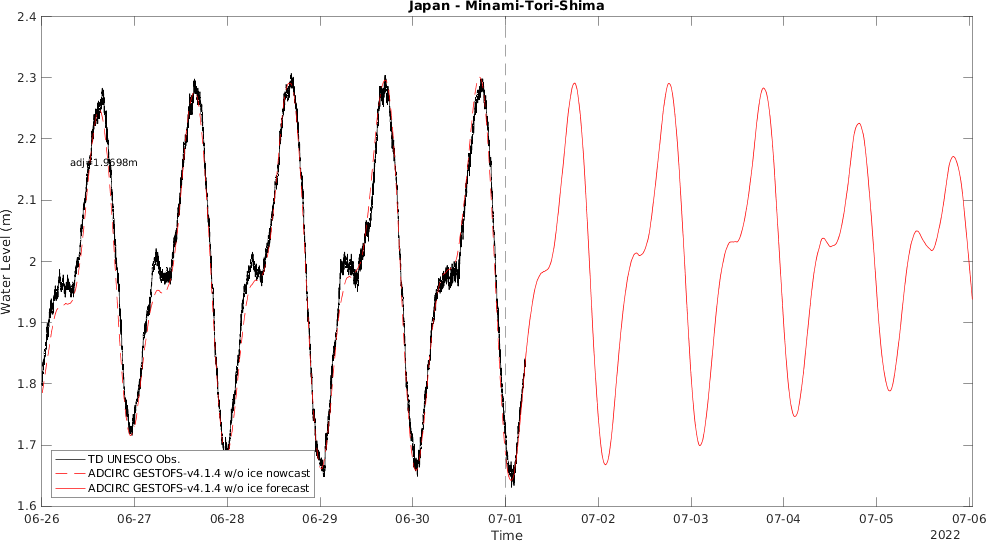 Japan - Minami-Tori-Shima
Water Level (m)
2.4
2.3
2.2
2.1
2
1.9
1.8
1.7
1.6
adj=1.9698m
TD UNESCO Obs.
ADCIRC GESTOFS-v4.1.4 w/o ice nowcast
ADCIRC GESTOFS-v4.1.4 w/o ice forecast
06-26 06-27 06-28 06-29 06-30 07-01 07-02 07-03 07-04 07-05 07-06
Time
2022